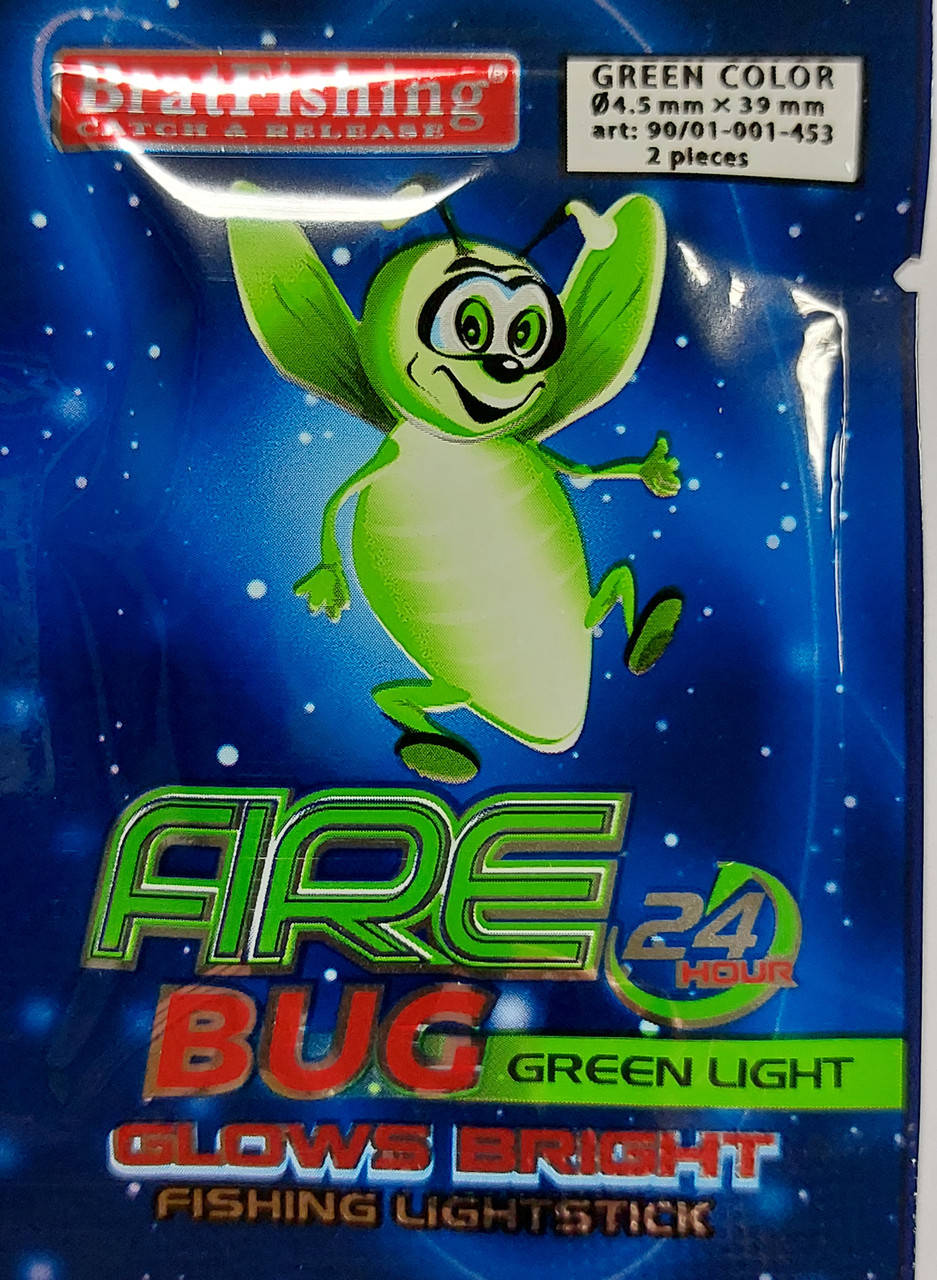 BratFishing®
CATCH & RELEASE
GREEN COLOR
Ø4.5 mm X 39 mm
art: 90/01-001-453
2 pieces
FIRE
24
HOUR
BUG
GREEN LIGHT
GLOWS BRIGHT
FISHING LIGHTSTICK